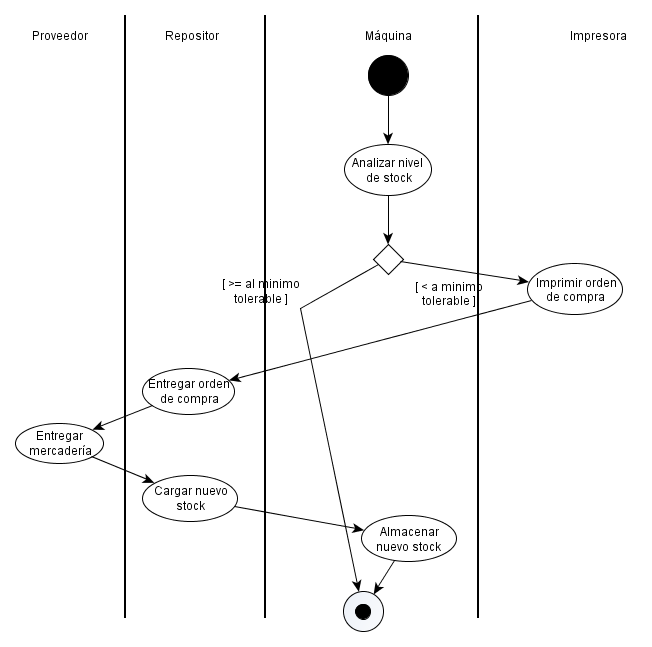 Proveedor
Repositor
Máquina
Impresora
Analizar nivel
de stock
[ >= al minimo
tolerable ]
[ < a minimo
tolerable ]
Imprimir orden
de compra
Entregar orden
de compra
Entregar
mercadería
Cargar nuevo
stock
Almacenar
nuevo stock